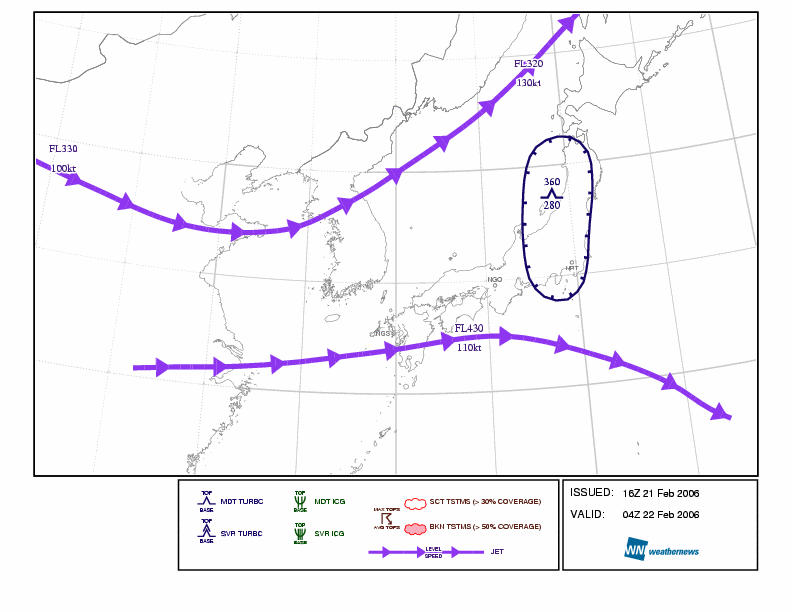 FL320
130kt
FL330
100kt
360
280
NRT
NGO
FL430
110kt
NGS
TOP
MDT TURBC
BASE
TOP
MDT ICG
BASE
SCT TSTMS (> 30% COVERAGE)
MAX TOPS
AVG TOPS
TOP
SVR TURBC
BASE
TOP
SVR ICG
BASE
BKN TSTMS (> 50% COVERAGE)
LEVEL
SPEED
JET
ISSUED: 16Z 21 Feb 2006
VALID: 04Z 22 Feb 2006
WN weathernews